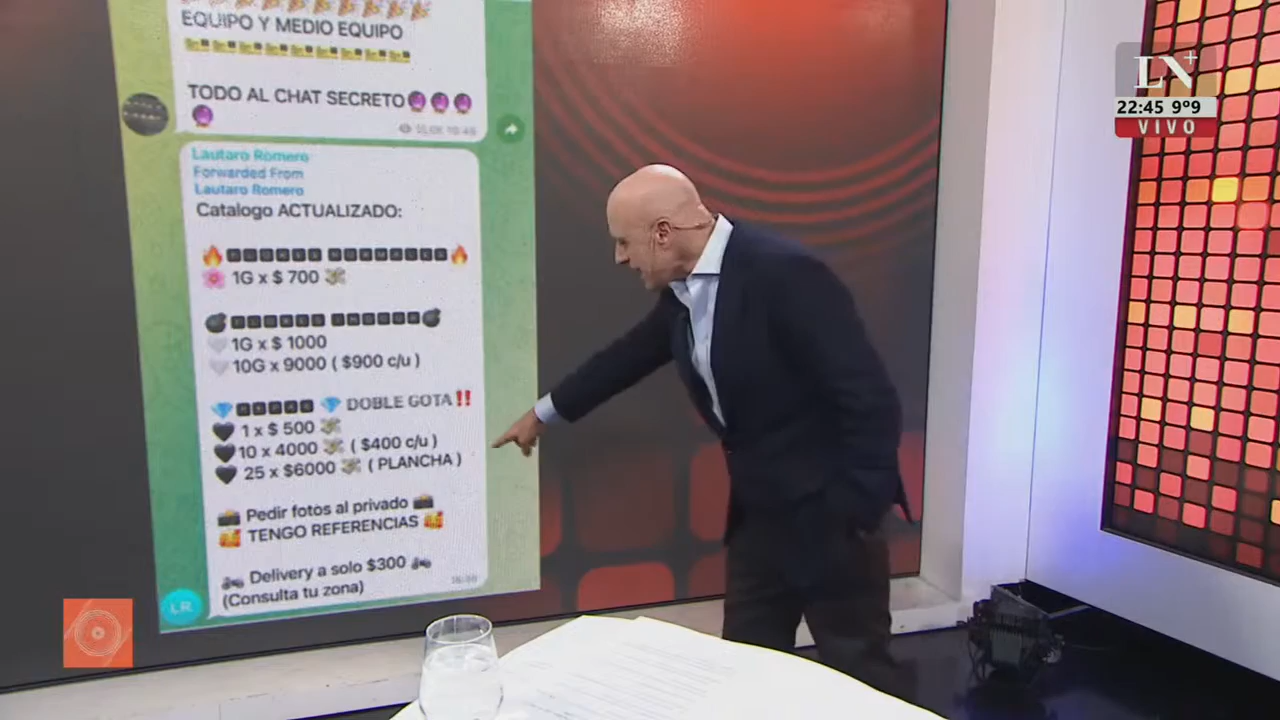 EQUIPO Y MEDIO EQUIPO
TODO AL CHAT SECRETO
Lautaro Romero
Forwarded From
Lautaro Romero
Catalogo ACTUALIZADO:
1G x $ 700
1G x $ 1000
10G x 9000 ( $900 c/u )
DOBLE GOTA!!
1 x $ 500
10 x 4000 ( $400 c/u )
25 x $6000 ( PLANCHA )
Pedir fotos al privado
TENGO REFERENCIAS
Delivery a solo $300
(Consulta tu zona)
LR
LN+
22:45 9º9
VIVO